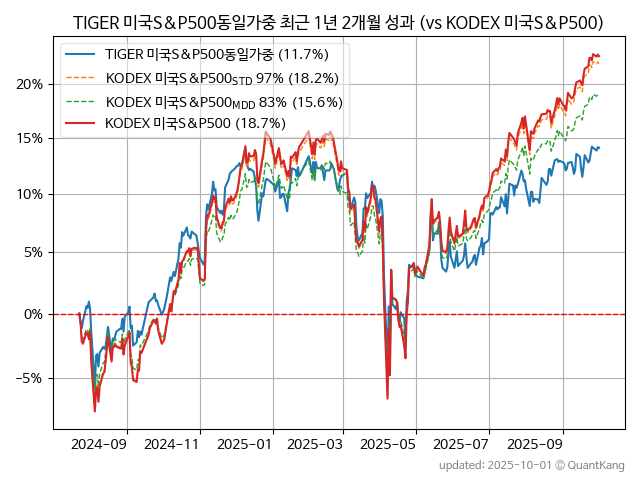 TIGER 미국S&P500동일가중 최근 1년 2개월 성과 (vs KODEX 미국S&P500)
TIGER 미국S&P500동일가중 (11.7%)
KODEX 미국S&P500STD 97% (18.2%)
KODEX 미국S&P500MDD 83% (15.6%)
KODEX 미국S&P500 (18.7%)
20%
15%
10%
5%
0%
−5%
2024-09 2024-11 2025-01 2025-03 2025-05 2025-07 2025-09
updated: 2025-10-01 © QuantKang